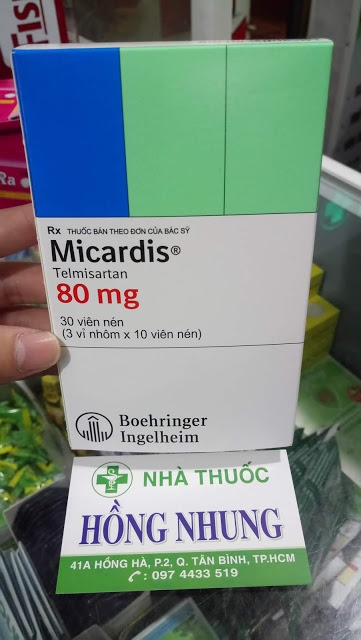 FIS
Ra
Rx THUỐC BÁN THEO ĐƠN CỦA BÁC SỸ
Micardis®
Telmisartan
80 mg
30 viên nén
(3 vỉ nhôm x 10 viên nén)
Boehringer
Ingelheim
NHÀ THUỐC
HỒNG NHUNG
41A HỒNG HÀ, P.2, Q. TÂN BÌNH, TP.HCM
: 097 4433 519